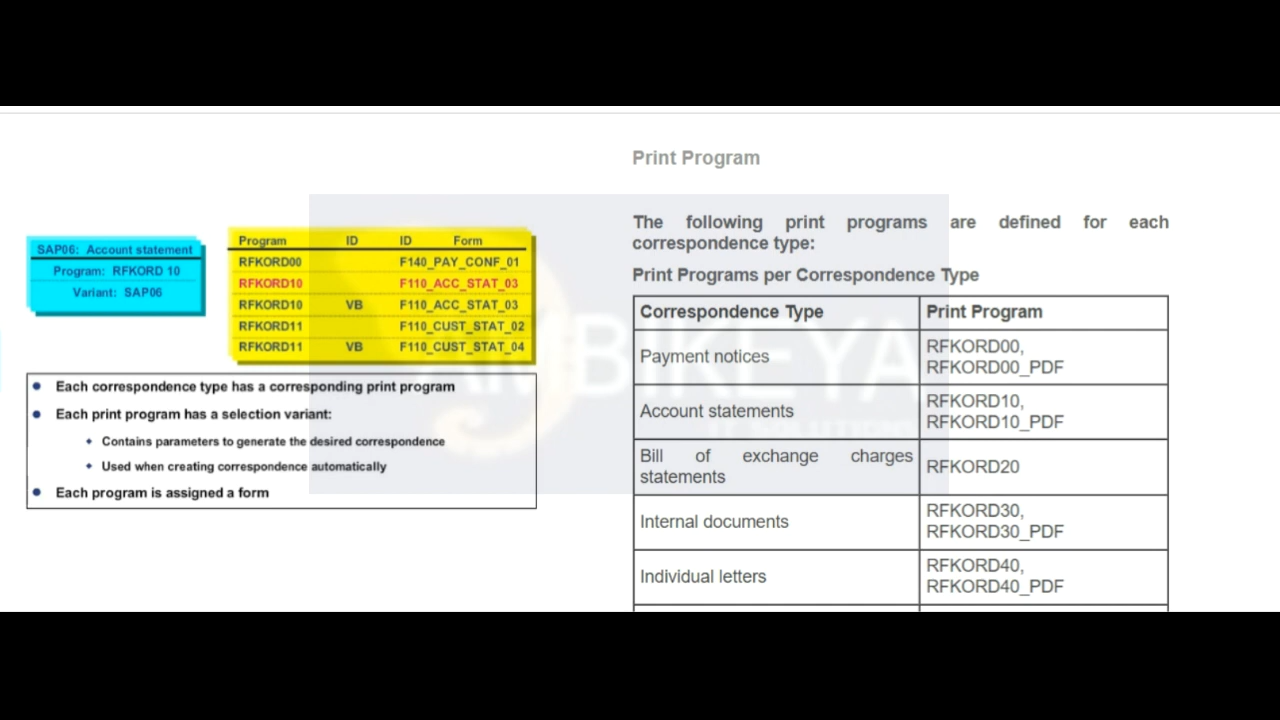 SAP06: Account statement
Program: RFKORD 10
Variant: SAP06
Program ID ID Form
RFKORD00 F140_PAY_CONF_01
RFKORD10 F110_ACC_STAT_03
RFKORD10 VB F110_ACC_STAT_03
RFKORD11 F110_CUST_STAT_02
RFKORD11 VB F110_CUST_STAT_04
Each correspondence type has a corresponding print program
Each print program has a selection variant:
Contains parameters to generate the desired correspondence
Used when creating correspondence automatically
Each program is assigned a form
Print Program
The following print programs are defined for each
correspondence type:
Print Programs per Correspondence Type
Correspondence Type Print Program
Payment notices RFKORD00,
RFKORD00_PDF
Account statements RFKORD10,
RFKORD10_PDF
Bill of exchange charges
statements RFKORD20
Internal documents RFKORD30,
RFKORD30_PDF
Individual letters RFKORD40,
RFKORD40_PDF
AMBIKEYA
IT SOLUTIONS